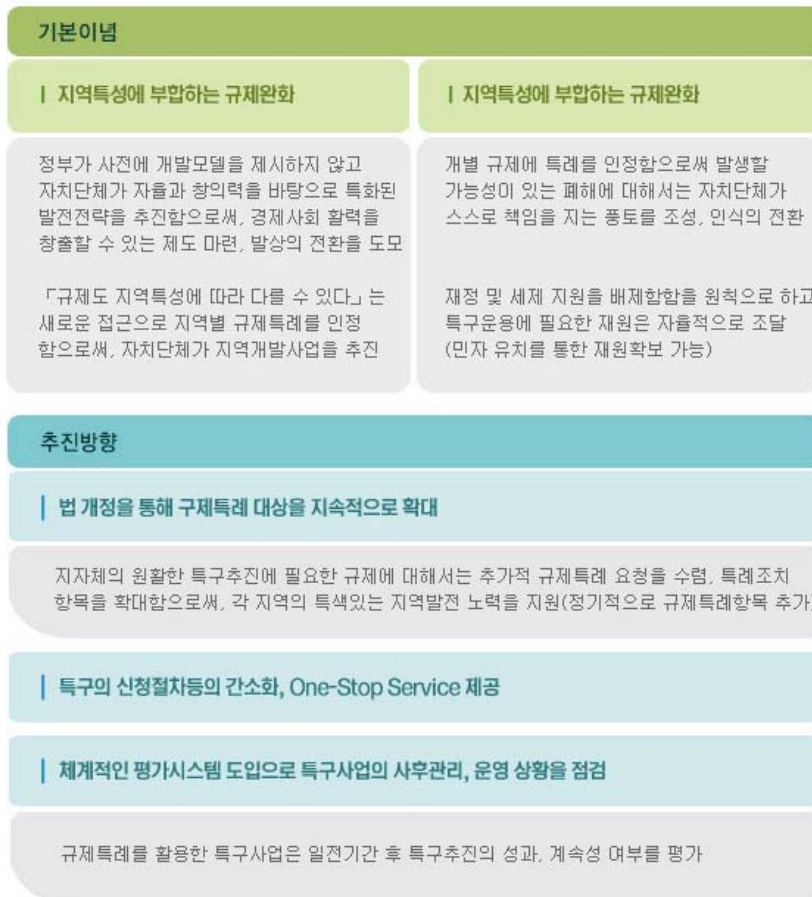 기본이념
| 지역특성에 부합하는 규제완화
정부가 사전에 개발모델을 제시하지 않고
자치단체가 자율과 창의력을 바탕으로 특화된
발전전략을 추진함으로써, 경제사회 활력을
창출할 수 있는 제도 마련, 발상의 전환을 도모
「규제도 지역특성에 따라 다를 수 있다」는
새로운 접근으로 지역별 규제특례를 인정
함으로써, 자치단체가 지역개발사업을 추진
| 지역특성에 부합하는 규제완화
개별 규제에 특례를 인정함으로써 발생할
가능성이 있는 폐해에 대해서는 자치단체가
스스로 책임을 지는 풍토를 조성, 인식의 전환
재정 및 세제 지원을 배제함함을 원칙으로 하고
특구운용에 필요한 재원은 자율적으로 조달
(민자 유치를 통한 재원확보 가능)
추진방향
| 법 개정을 통해 구제특례 대상을 지속적으로 확대
지자체의 원활한 특구추진에 필요한 규제에 대해서는 추가적 규제특례 요청을 수렴, 특례조치
항목을 확대함으로써, 각 지역의 특색있는 지역발전 노력을 지원(정기적으로 규제특례항목 추가)
| 특구의 신청절차등의 간소화, One-Stop Service 제공
| 체계적인 평가시스템 도입으로 특구사업의 사후관리, 운영 상황을 점검
규제특례를 활용한 특구사업은 일전기간 후 특구추진의 성과, 계속성 여부를 평가